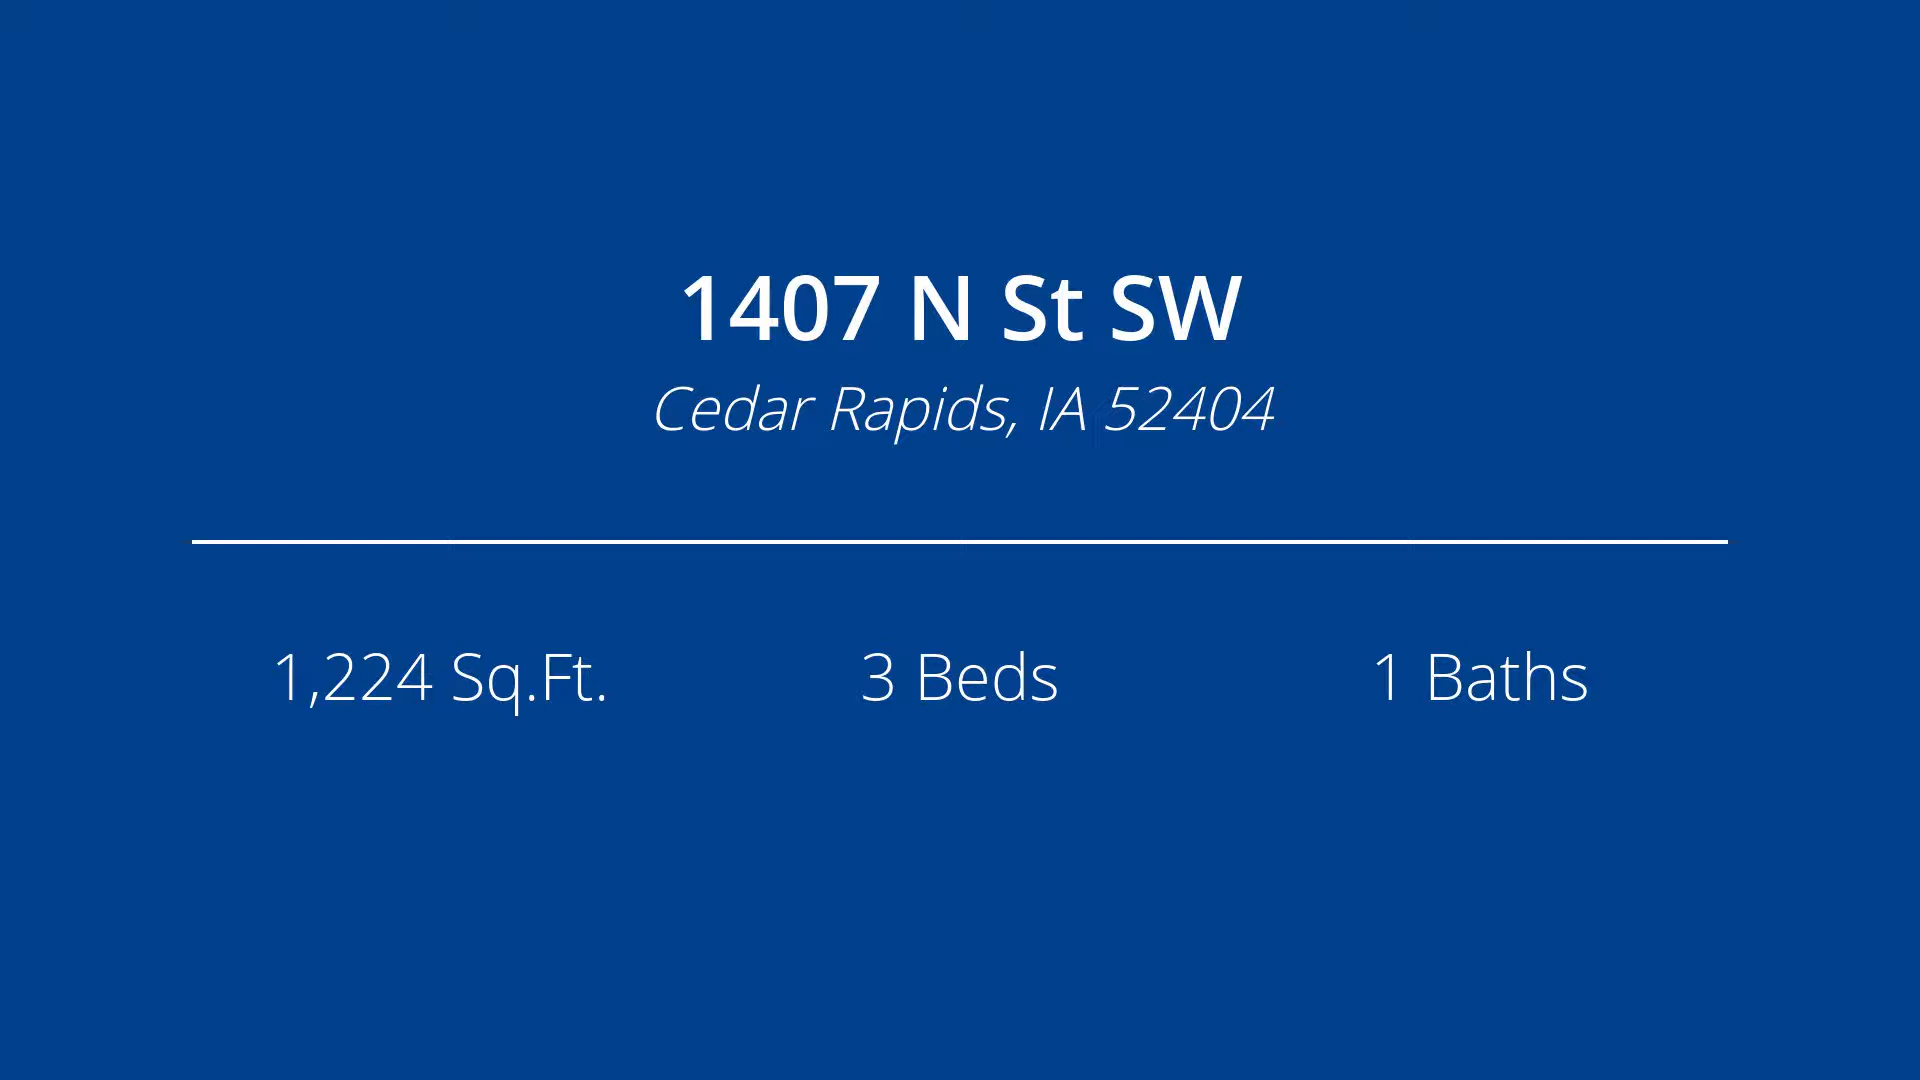 1407 N St SW
Cedar Rapids, IA 52404
1,224 Sq.Ft. 3 Beds 1 Baths